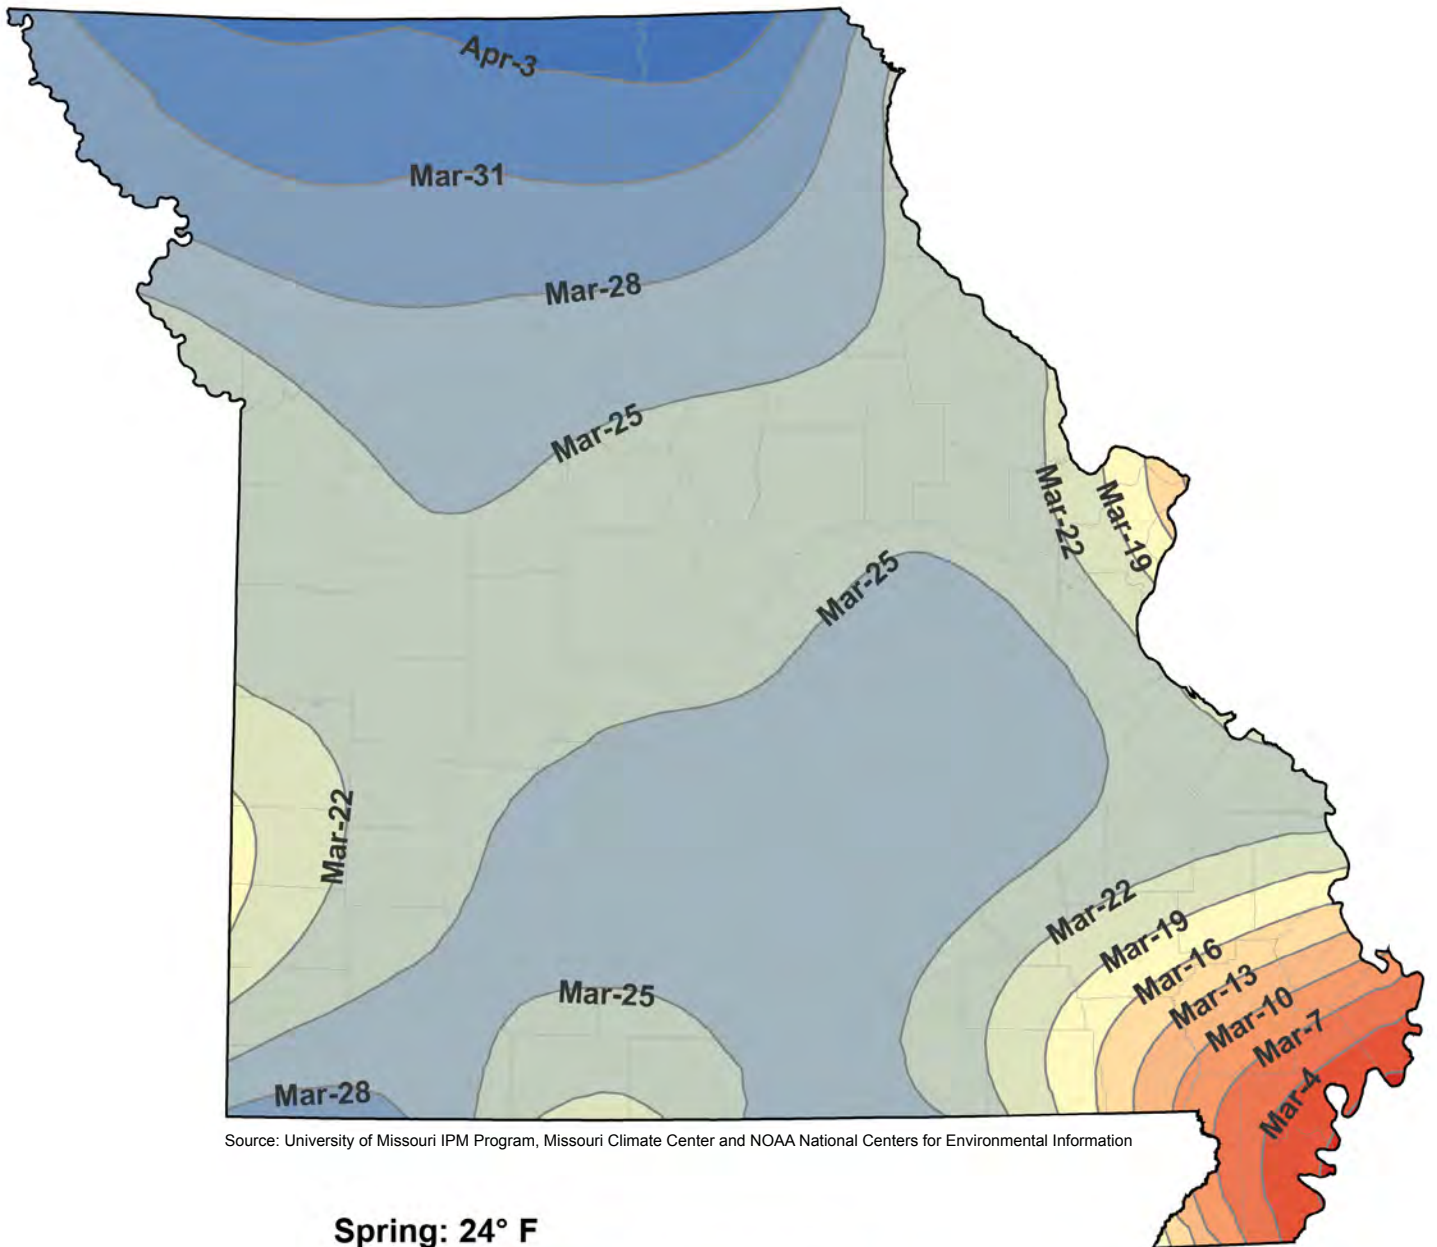 Apr-3
Mar-31
Mar-28
Mar-25
Mar-22
Mar-19
Mar-25
Mar-22
Mar-22
Mar-19
Mar-16
Mar-13
Mar-10
Mar-7
Mar-4
Mar-25
Mar-28
Source: University of Missouri IPM Program, Missouri Climate Center and NOAA National Centers for Environmental Information
Spring: 24° F